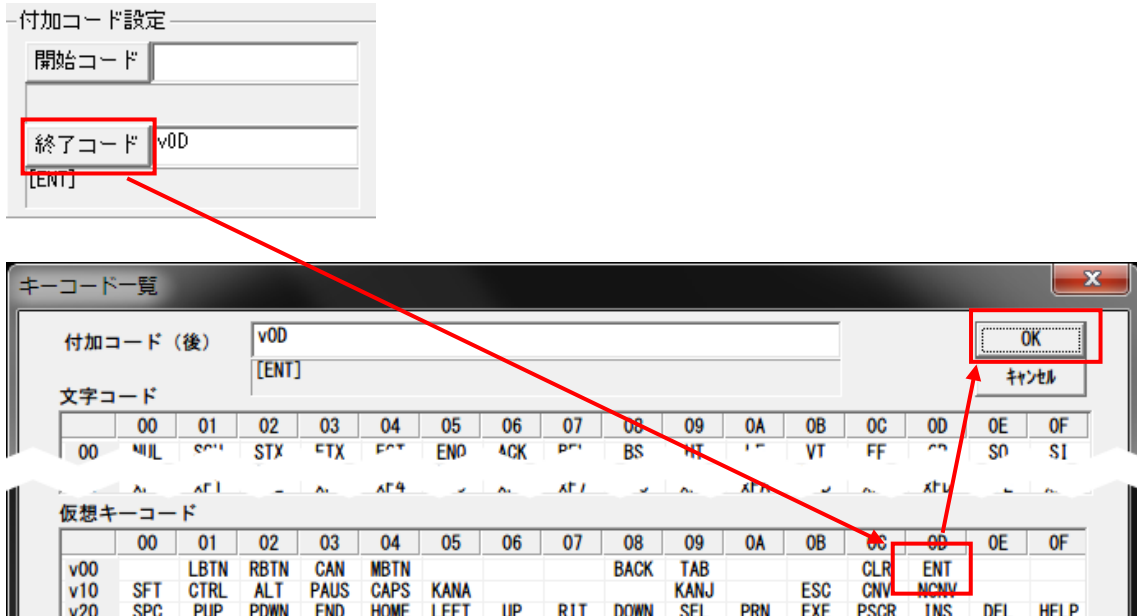 付加コード設定
開始コード
終了コード v0D
[ENT]
キーコード一覧
付加コード（後） v0D OK
[ENT] キャンセル
文字コード
00 01 02 03 04 05 06 07 08 09 0A 0B 0C 0D 0E 0F
00 NUL STX ETX ENQ ACK BS HT VT FF SO SI
仮想キーコード
00 01 02 03 04 05 06 07 08 09 0A 0B 0C 0D 0E 0F
v00 LBTN RBTN CAN MBTN BACK TAB CLR ENT
v10 SFT CTRL ALT PAUS CAPS KANA KANJ ESC CNV NCNV
v20 SPC PUP PDWN END HOME LEFT UP RIT DOWN SEL PRN EXE PSCR INS DEL HELP